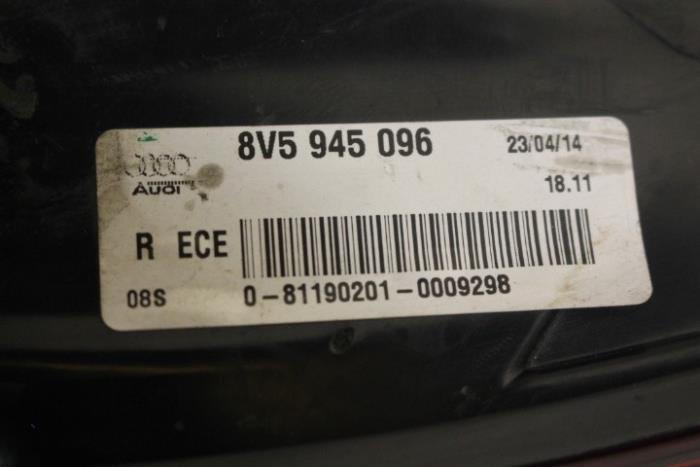 8V5 945 096 23/04/14
Audi 18.11
R ECE
08S 0-81190201-0009298